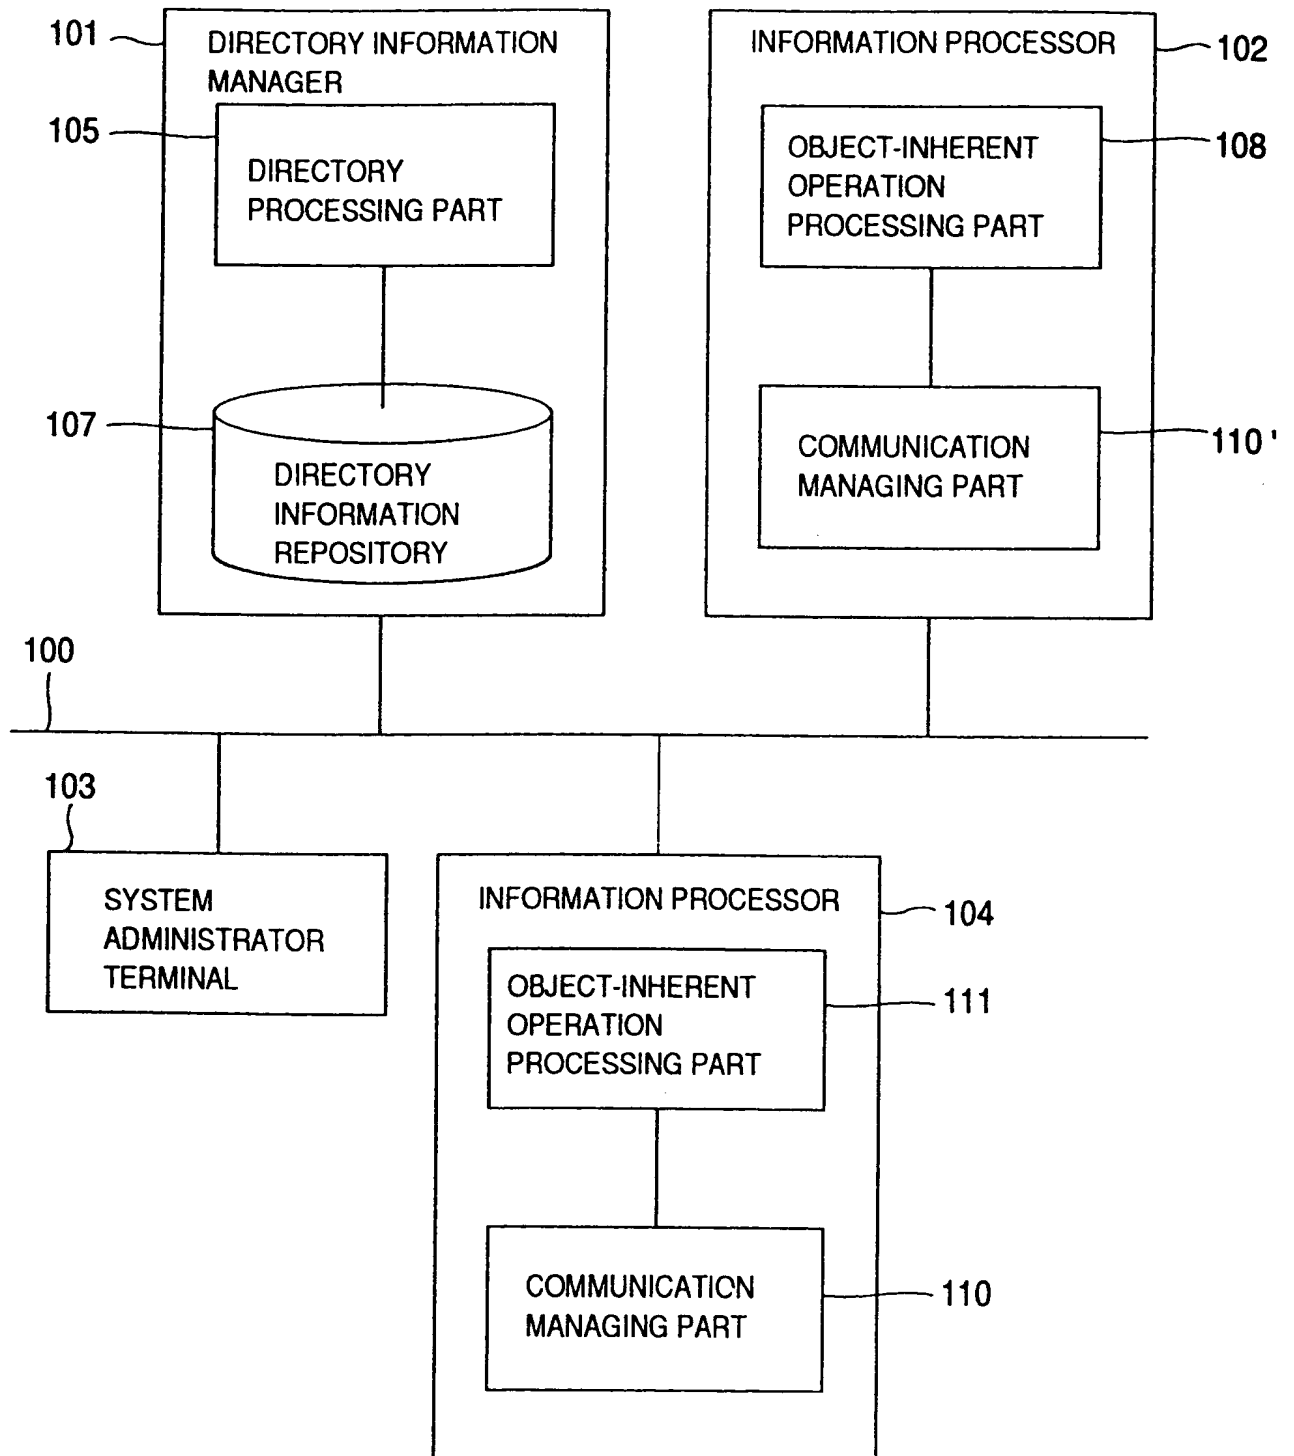 101
DIRECTORY INFORMATION
MANAGER
105
DIRECTORY
PROCESSING PART
107
DIRECTORY
INFORMATION
REPOSITORY
INFORMATION PROCESSOR
102
OBJECT-INHERENT
OPERATION
PROCESSING PART
108
COMMUNICATION
MANAGING PART
110'
100
103
SYSTEM
ADMINISTRATOR
TERMINAL
INFORMATION PROCESSOR
104
OBJECT-INHERENT
OPERATION
PROCESSING PART
111
COMMUNICATION
MANAGING PART
110